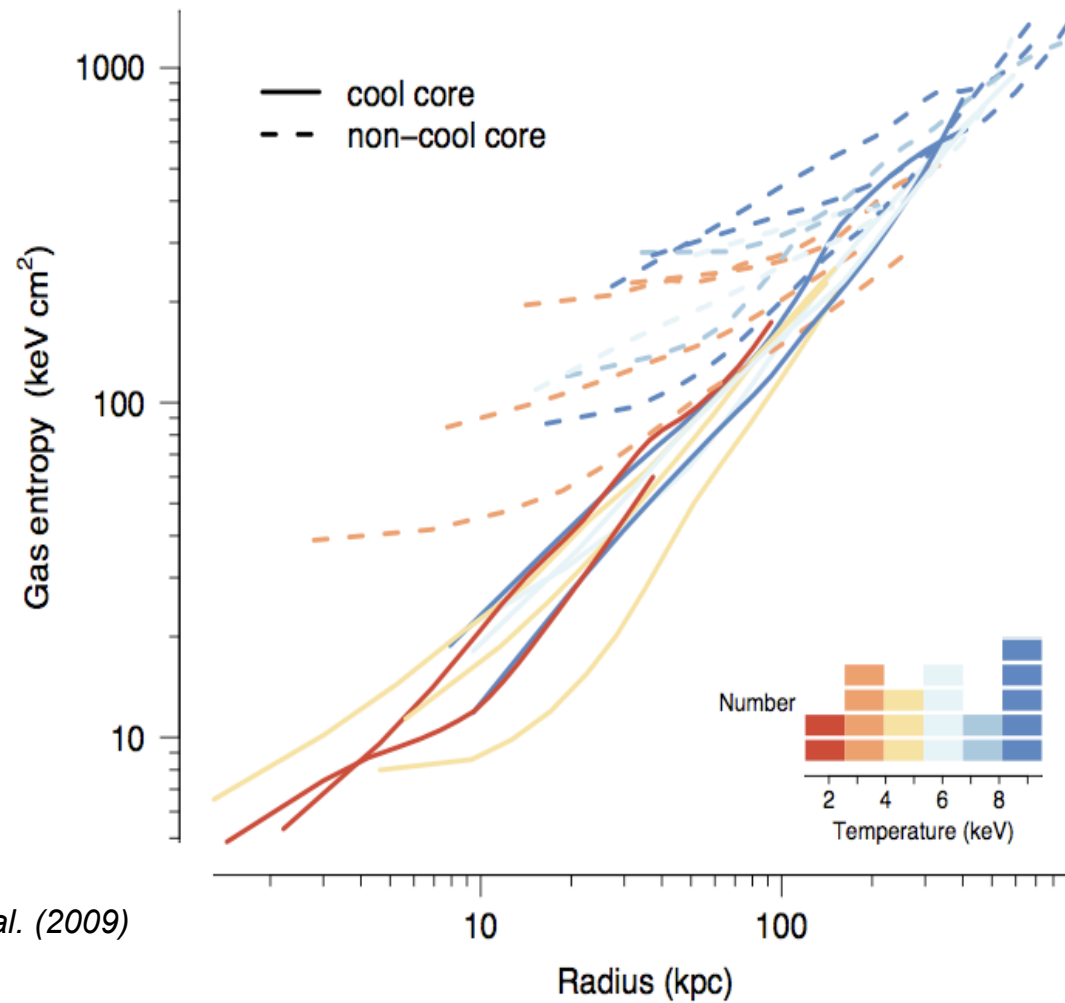 1000
100
10
Gas entropy (keV cm²)
cool core
non-cool core
Number
2 4 6 8
Temperature (keV)
10 100
Radius (kpc)
al. (2009)